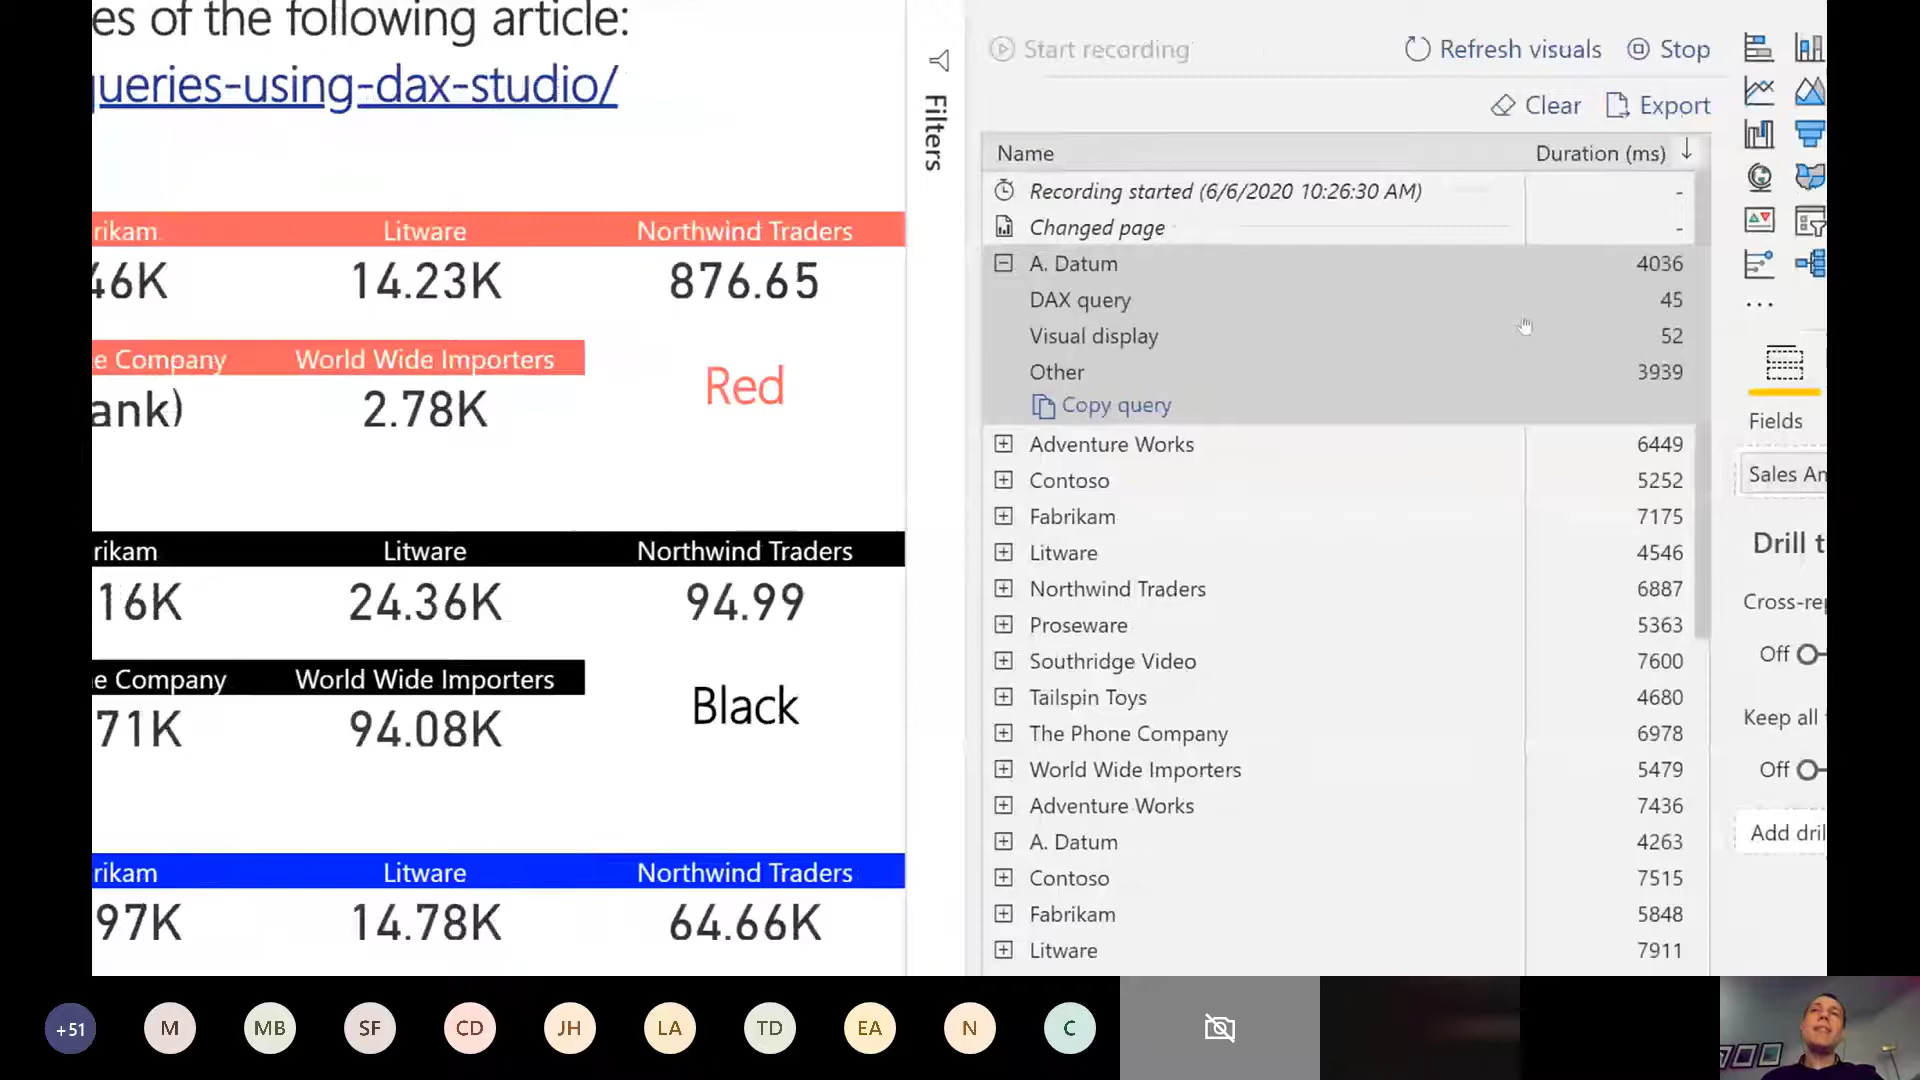 es of the following article:
queries-using-dax-studio/
rikam Litware Northwind Traders
46K 14.23K 876.65
e Company World Wide Importers
ank) 2.78K
Red
rikam Litware Northwind Traders
16K 24.36K 94.99
e Company World Wide Importers
71K 94.08K
Black
rikam Litware Northwind Traders
97K 14.78K 64.66K
Filters
Start recording Refresh visuals Stop
Clear Export
Name Duration (ms)
Recording started (6/6/2020 10:26:30 AM) -
Changed page -
A. Datum 4036
DAX query 45
Visual display 52
Other 3939
Copy query
Adventure Works 6449
Contoso 5252
Fabrikam 7175
Litware 4546
Northwind Traders 6887
Proseware 5363
Southridge Video 7600
Tailspin Toys 4680
The Phone Company 6978
World Wide Importers 5479
Adventure Works 7436
A. Datum 4263
Contoso 7515
Fabrikam 5848
Litware 7911
...
Fields
Sales Am
Drill t
Cross-rep
Off
Keep all
Off
Add dril
+51 M MB SF CD JH LA TD EA N C